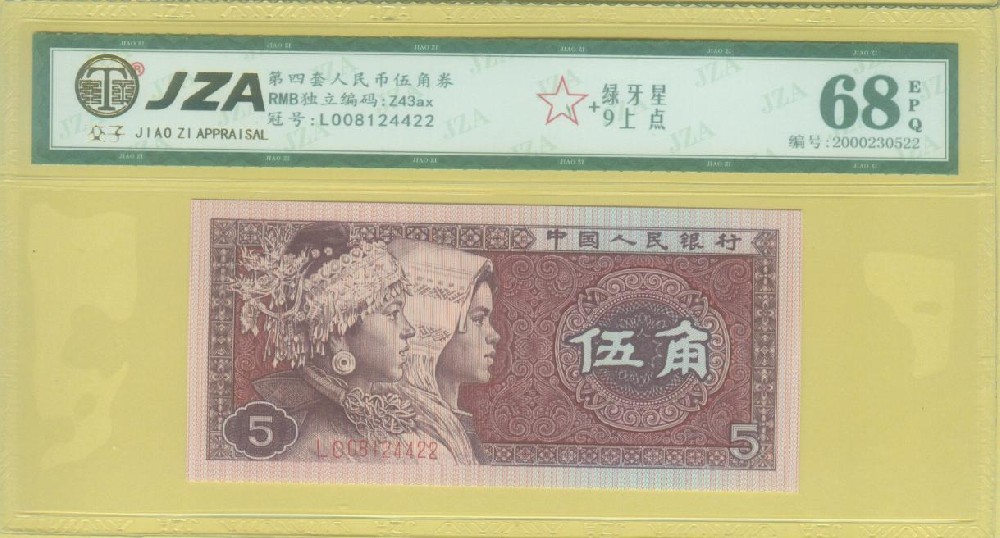 JZA
交子 JIAO ZI APPRAISAL
第四套人民币伍角券
RMB独立编码:Z43ax
冠号:L008124422
+绿牙星
9上点
68 EPQ
编号:2000230522
中国人民银行
伍角
5
L008124422
5